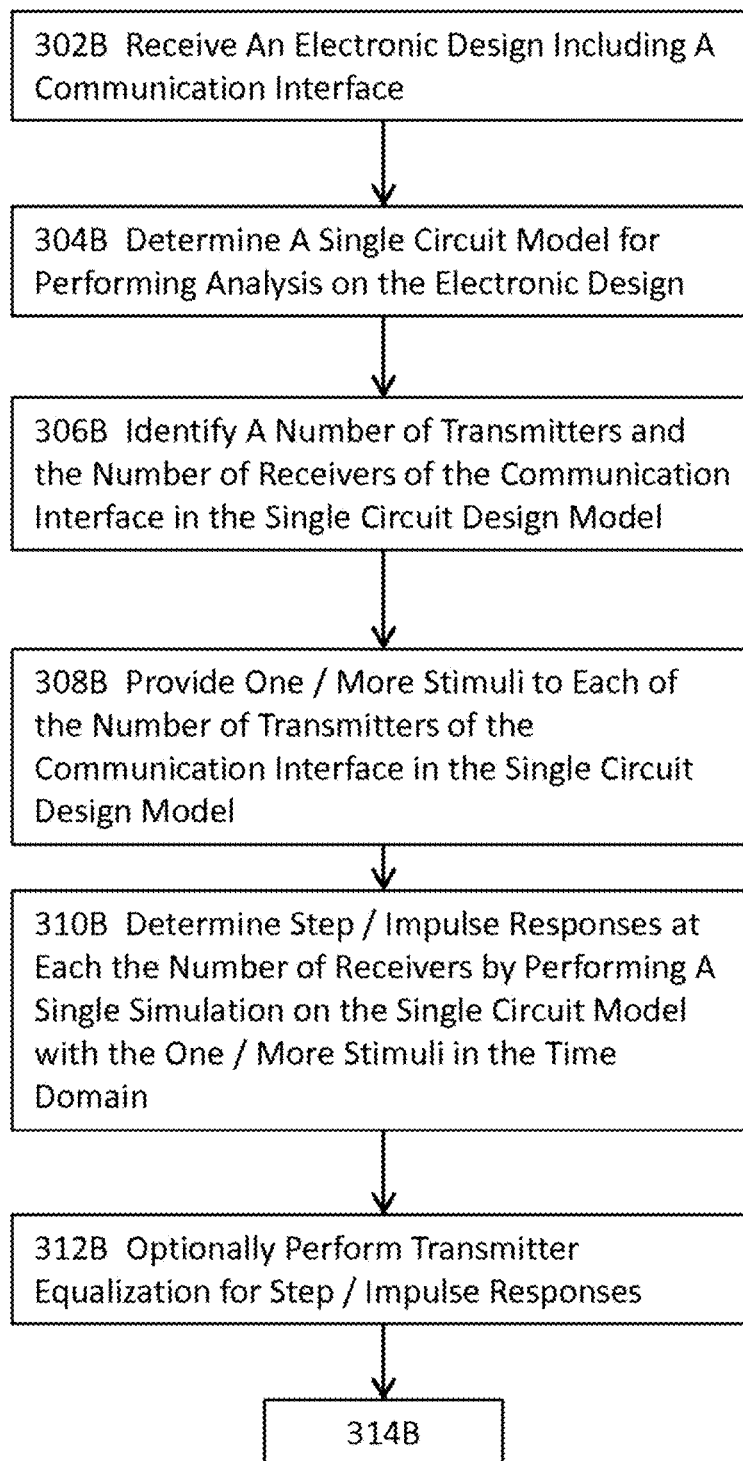 302B Receive An Electronic Design Including A
Communication Interface
304B Determine A Single Circuit Model for
Performing Analysis on the Electronic Design
306B Identify A Number of Transmitters and
the Number of Receivers of the Communication
Interface in the Single Circuit Design Model
308B Provide One / More Stimuli to Each of
the Number of Transmitters of the
Communication Interface in the Single Circuit
Design Model
310B Determine Step / Impulse Responses at
Each the Number of Receivers by Performing A
Single Simulation on the Single Circuit Model
with the One / More Stimuli in the Time
Domain
312B Optionally Perform Transmitter
Equalization for Step / Impulse Responses
314B